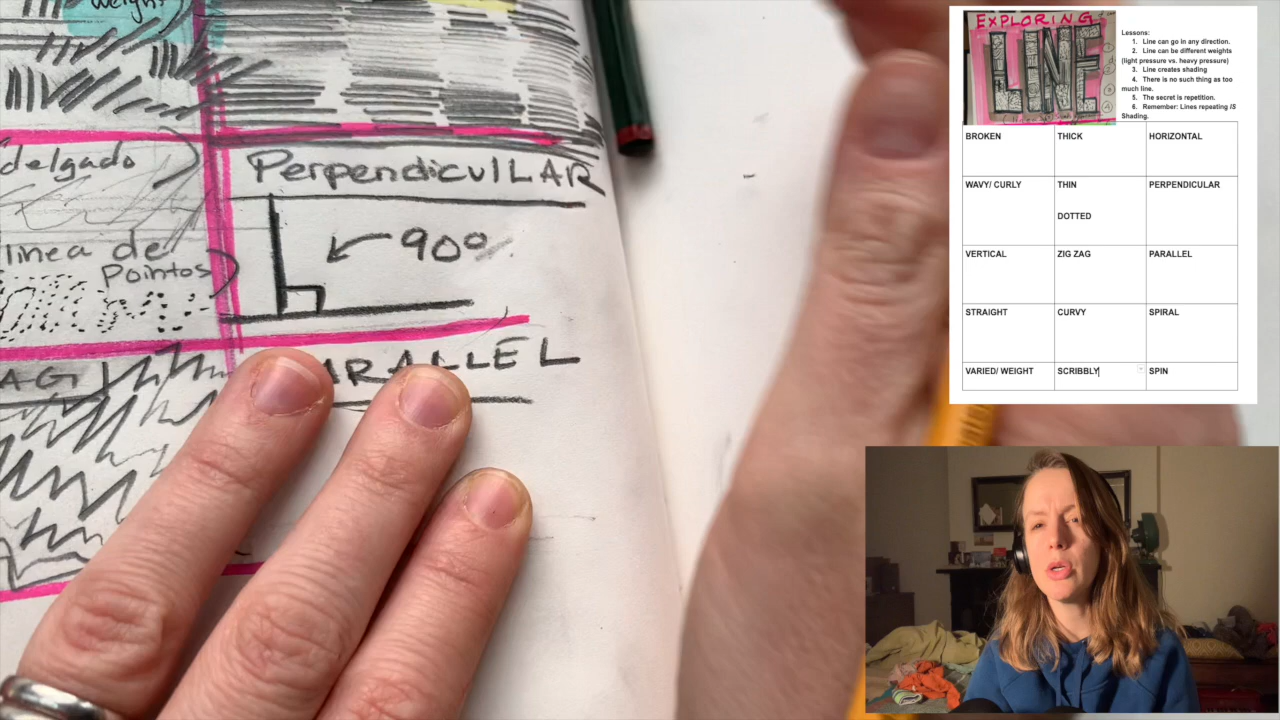 weight
delgado
linea de
Pointos
PerpendiculLAR
90°
AG
ARALLEL
EXPLORING
LINE
Lessons:
1. Line can go in any direction.
2. Line can be different weights
(light pressure vs. heavy pressure)
3. Line creates shading
4. There is no such thing as too
much line.
5. The secret is repetition.
6. Remember: Lines repeating IS
Shading.
BROKEN THICK HORIZONTAL
WAVY/ CURLY THIN PERPENDICULAR
DOTTED
VERTICAL ZIG ZAG PARALLEL
STRAIGHT CURVY SPIRAL
VARIED/ WEIGHT SCRIBBLY SPIN